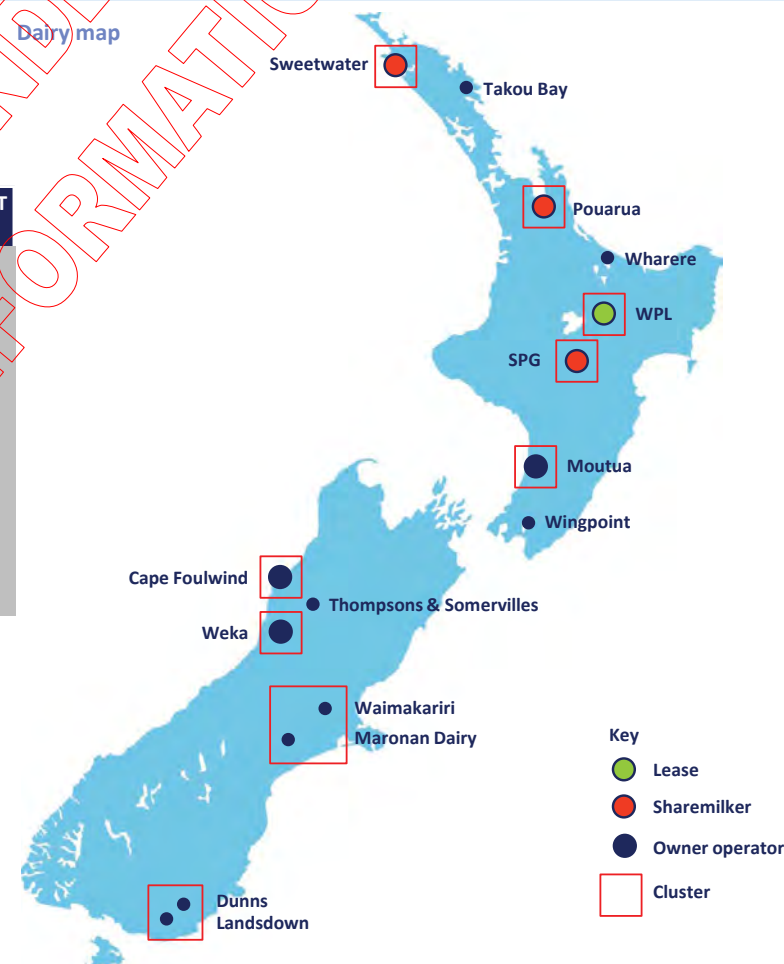 Dairy map
Sweetwater
Takou Bay
Pouarua
Wharere
WPL
SPG
Moutua
Wingpoint
Cape Foulwind
Thompsons & Somervilles
Weka
Waimakariri
Maronan Dairy
Dunns
Landsdown
Key
Lease
Sharemilker
Owner operator
Cluster